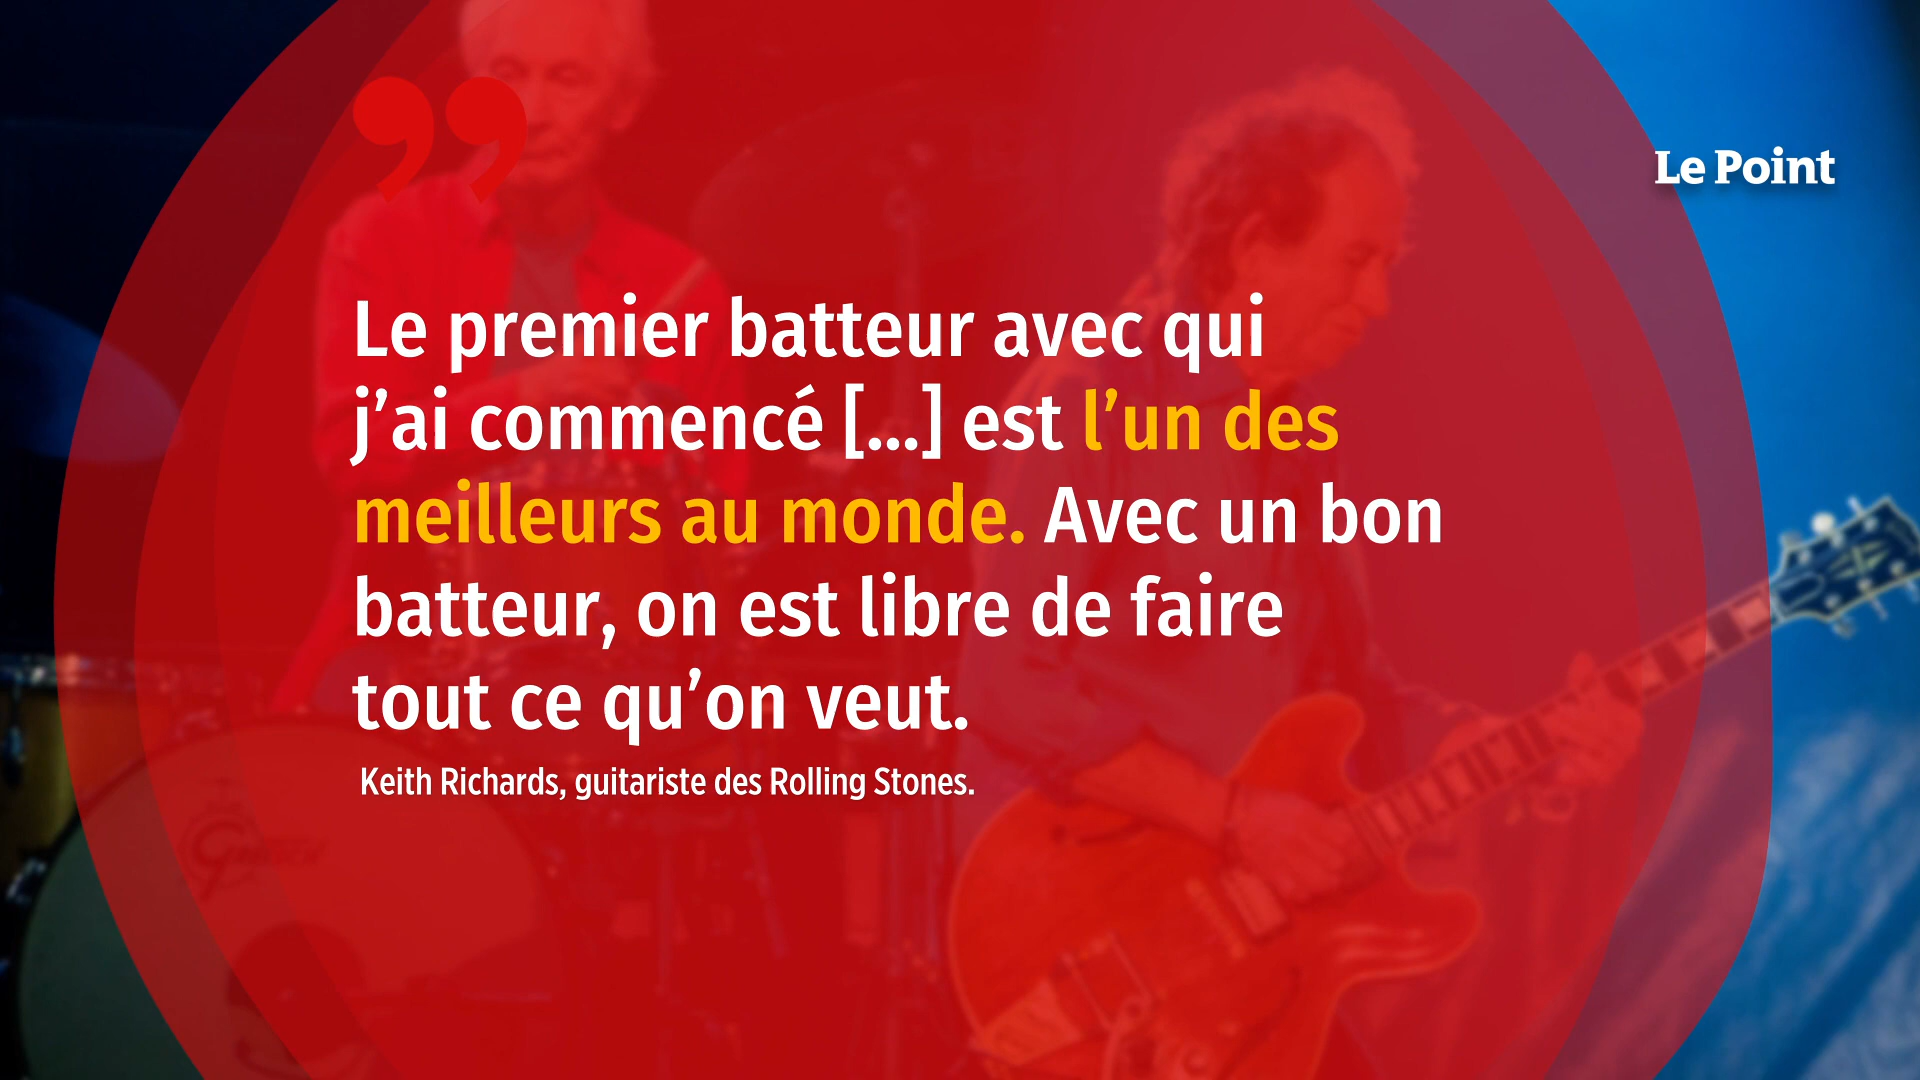 Le Point
Le premier batteur avec qui
j’ai commencé [...] est l’un des
meilleurs au monde. Avec un bon
batteur, on est libre de faire
tout ce qu’on veut.
Keith Richards, guitariste des Rolling Stones.